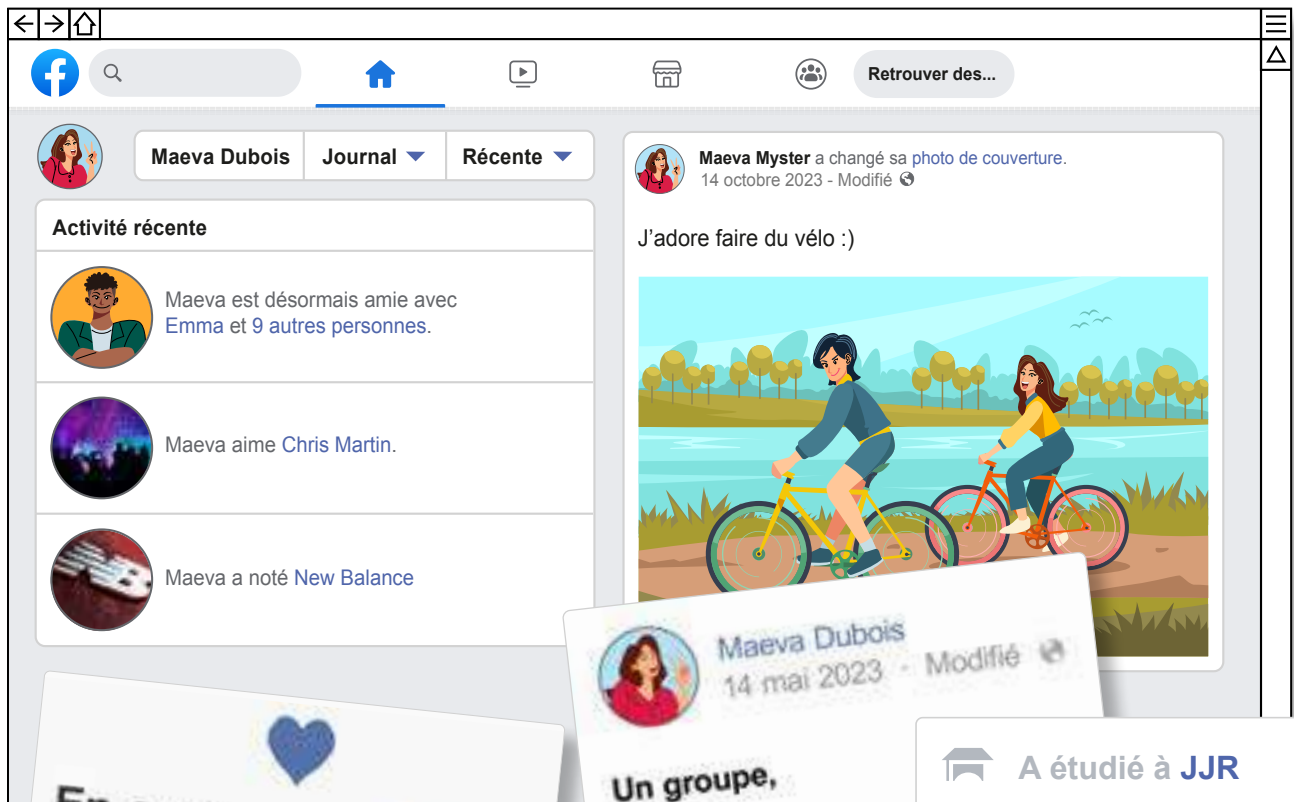 Retrouver des...
Maeva Dubois
Journal
Récente
Activité récente
Maeva est désormais amie avec
Emma et 9 autres personnes.
Maeva aime Chris Martin.
Maeva a noté New Balance
Maeva Myster a changé sa photo de couverture.
14 octobre 2023 - Modifié
J’adore faire du vélo :)
Maeva Dubois
14 mai 2023 - Modifié
Un groupe,
A étudié à JJR